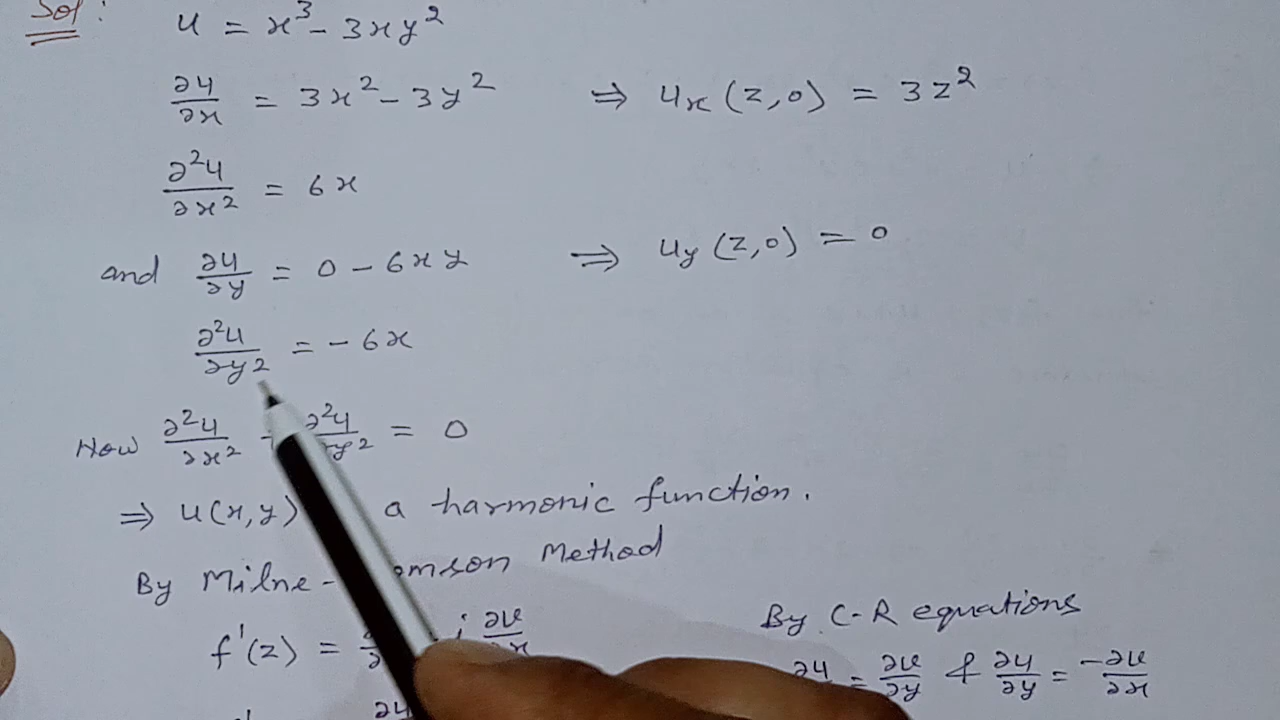 Sol:
u = x³ - 3xy²
∂u/∂x = 3x² - 3y² ⇒ uₓ(z,0) = 3z²
∂²u/∂x² = 6x
and ∂u/∂y = 0 - 6xy ⇒ u_y(z,0) = 0
∂²u/∂y² = -6x
Now ∂²u/∂x² + ∂²u/∂y² = 0
⇒ u(x,y) a harmonic function.
By Milne- omson Method
By C-R equations
f'(z) = i ∂v/∂x
∂u = ∂v/∂y & ∂u/∂y = -∂v/∂x
∂u